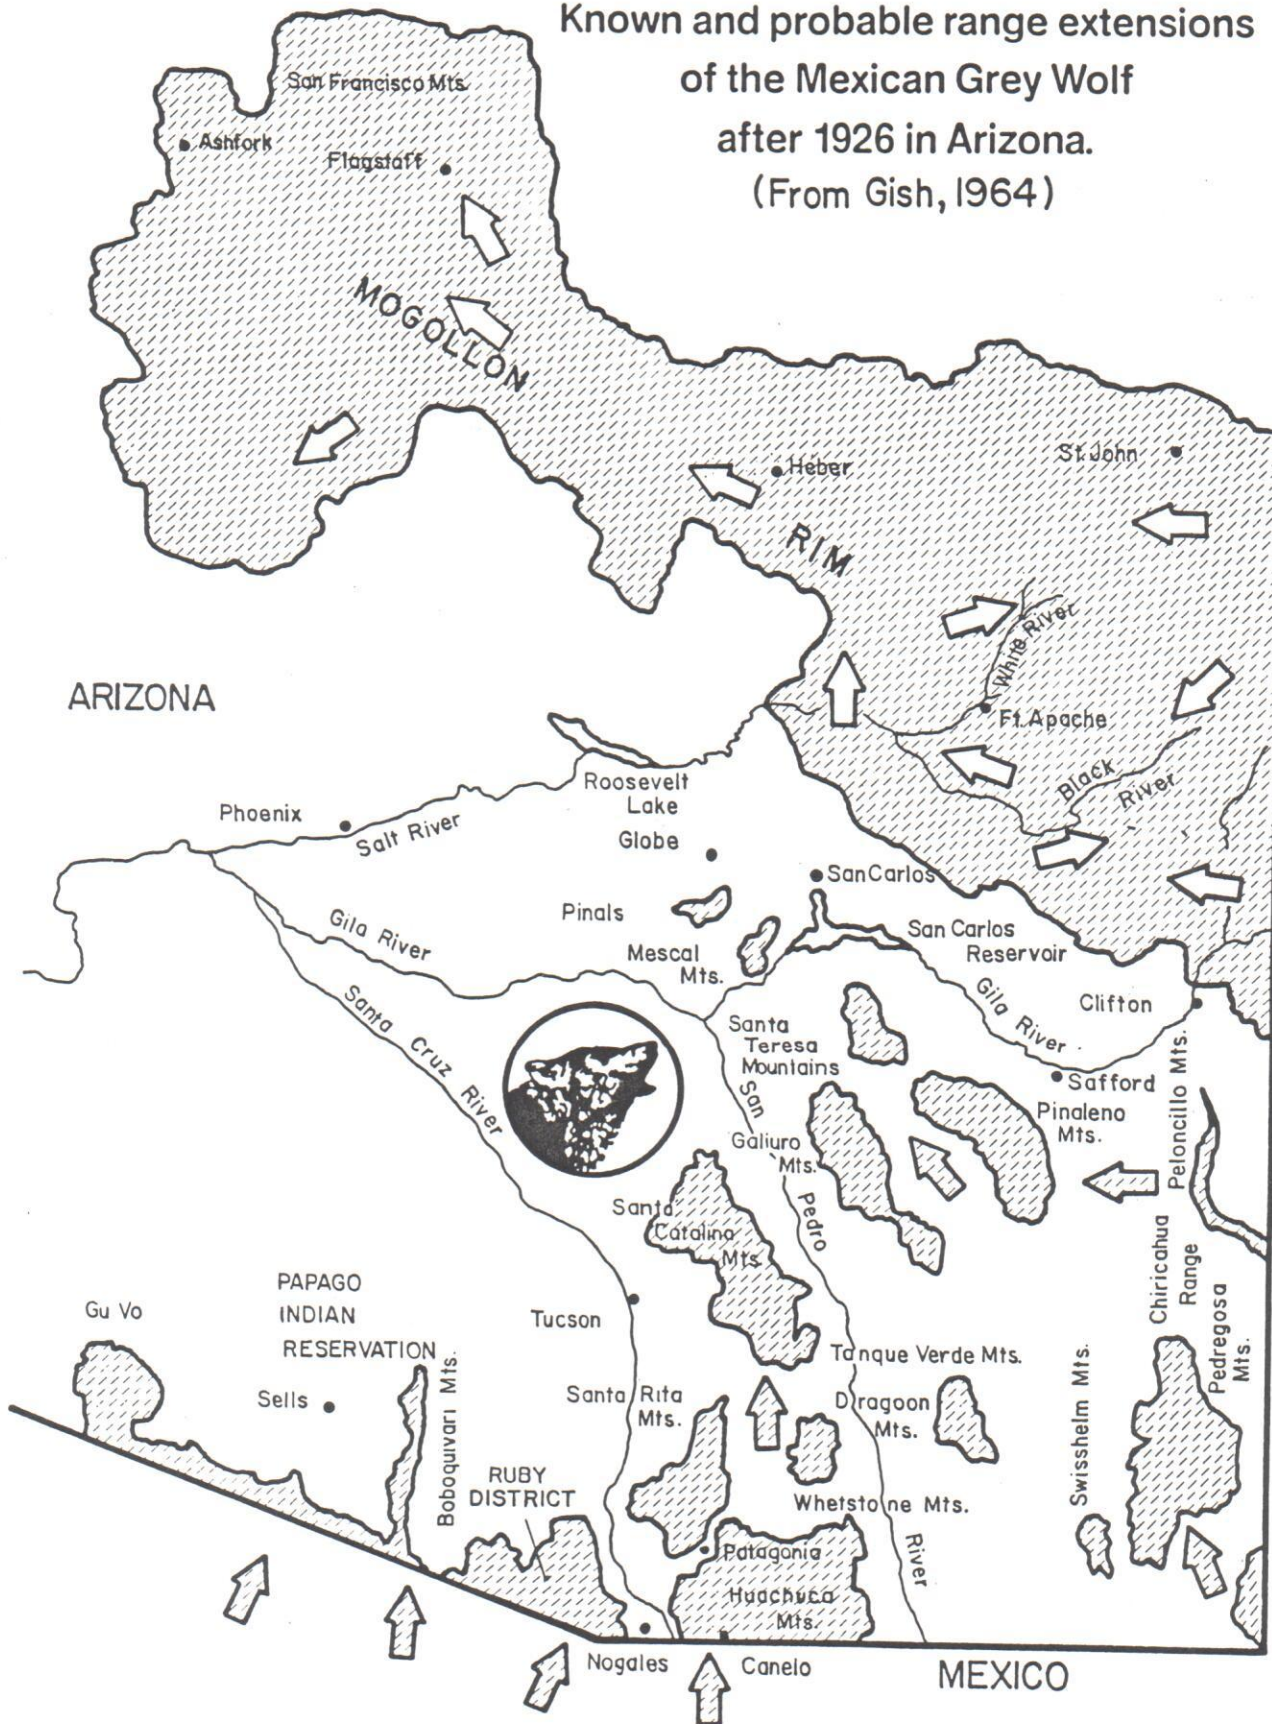 Known and probable range extensions
of the Mexican Grey Wolf
after 1926 in Arizona.
(From Gish, 1964)
San Francisco Mts.
Ashfork
Flagstaff
MOGOLLON
RIM
Heber
St. John
White River
Ft. Apache
Black
River
ARIZONA
Roosevelt
Lake
Phoenix
Salt River
Globe
San Carlos
Pinals
San Carlos
Reservoir
Gila River
Mescal
Mts.
Gila River
Clifton
Santa Cruz River
Santa
Teresa
Mountains
Safford
Pinaleno
Mts.
Peloncillo Mts.
San Pedro River
Galiuro
Mts.
Santa
Catalina
Mts.
Chiricahua
Range
Pedregosa
Mts.
PAPAGO
INDIAN
RESERVATION
Gu Vo
Tucson
Tanque Verde Mts.
Sells
Boboquivari Mts.
Santa Rita
Mts.
Dragoon
Mts.
Swisshelm Mts.
RUBY
DISTRICT
Whetstone Mts.
Patagonia
Huachuca
Mts.
Nogales
Canelo
MEXICO